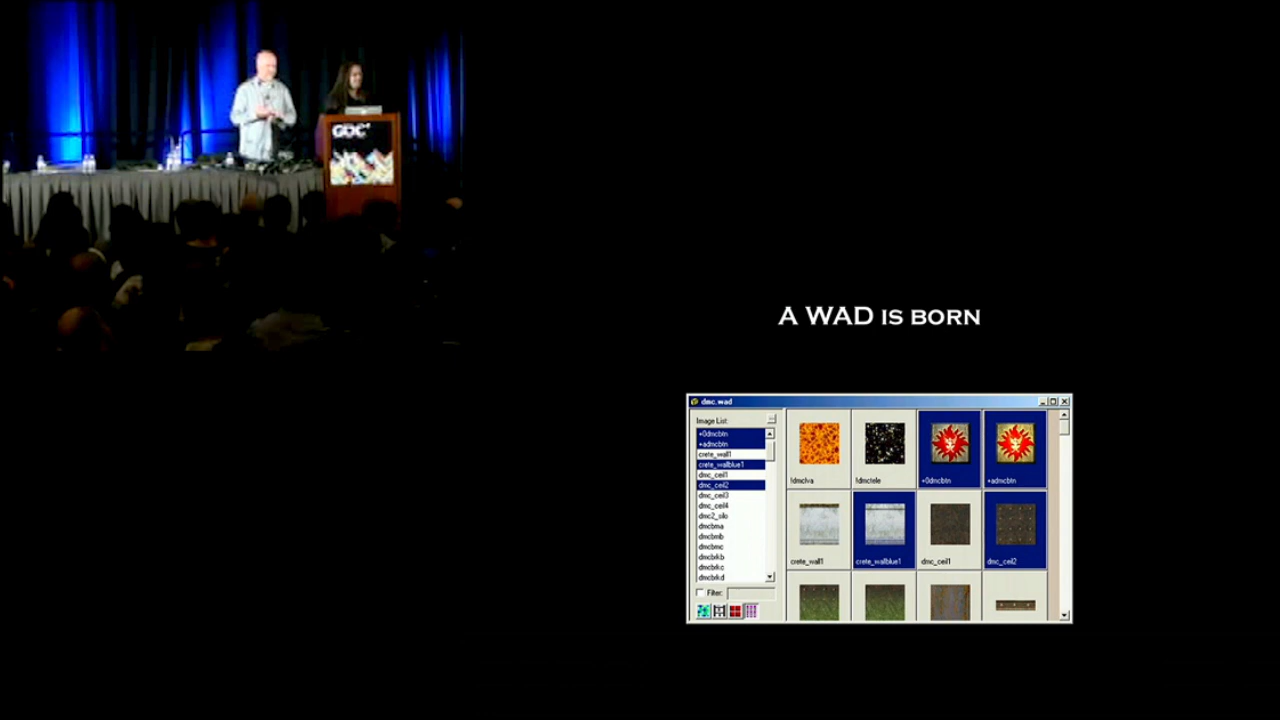 GDC
A WAD IS BORN
dmc.wad
Image List:
+0dmcbtn
+admcbtn
crete_wall1
crete_wallblue1
dmc_ceil1
dmc_ceil2
dmc_ceil3
dmc_ceil4
dmc2_silo
dmcbma
dmcbmb
dmcbmc
dmcbrkb
dmcbrkc
dmcbrkd
Filter:
!dmclva
!dmctele
+0dmcbtn
+admcbtn
crete_wall1
crete_wallblue1
dmc_ceil1
dmc_ceil2